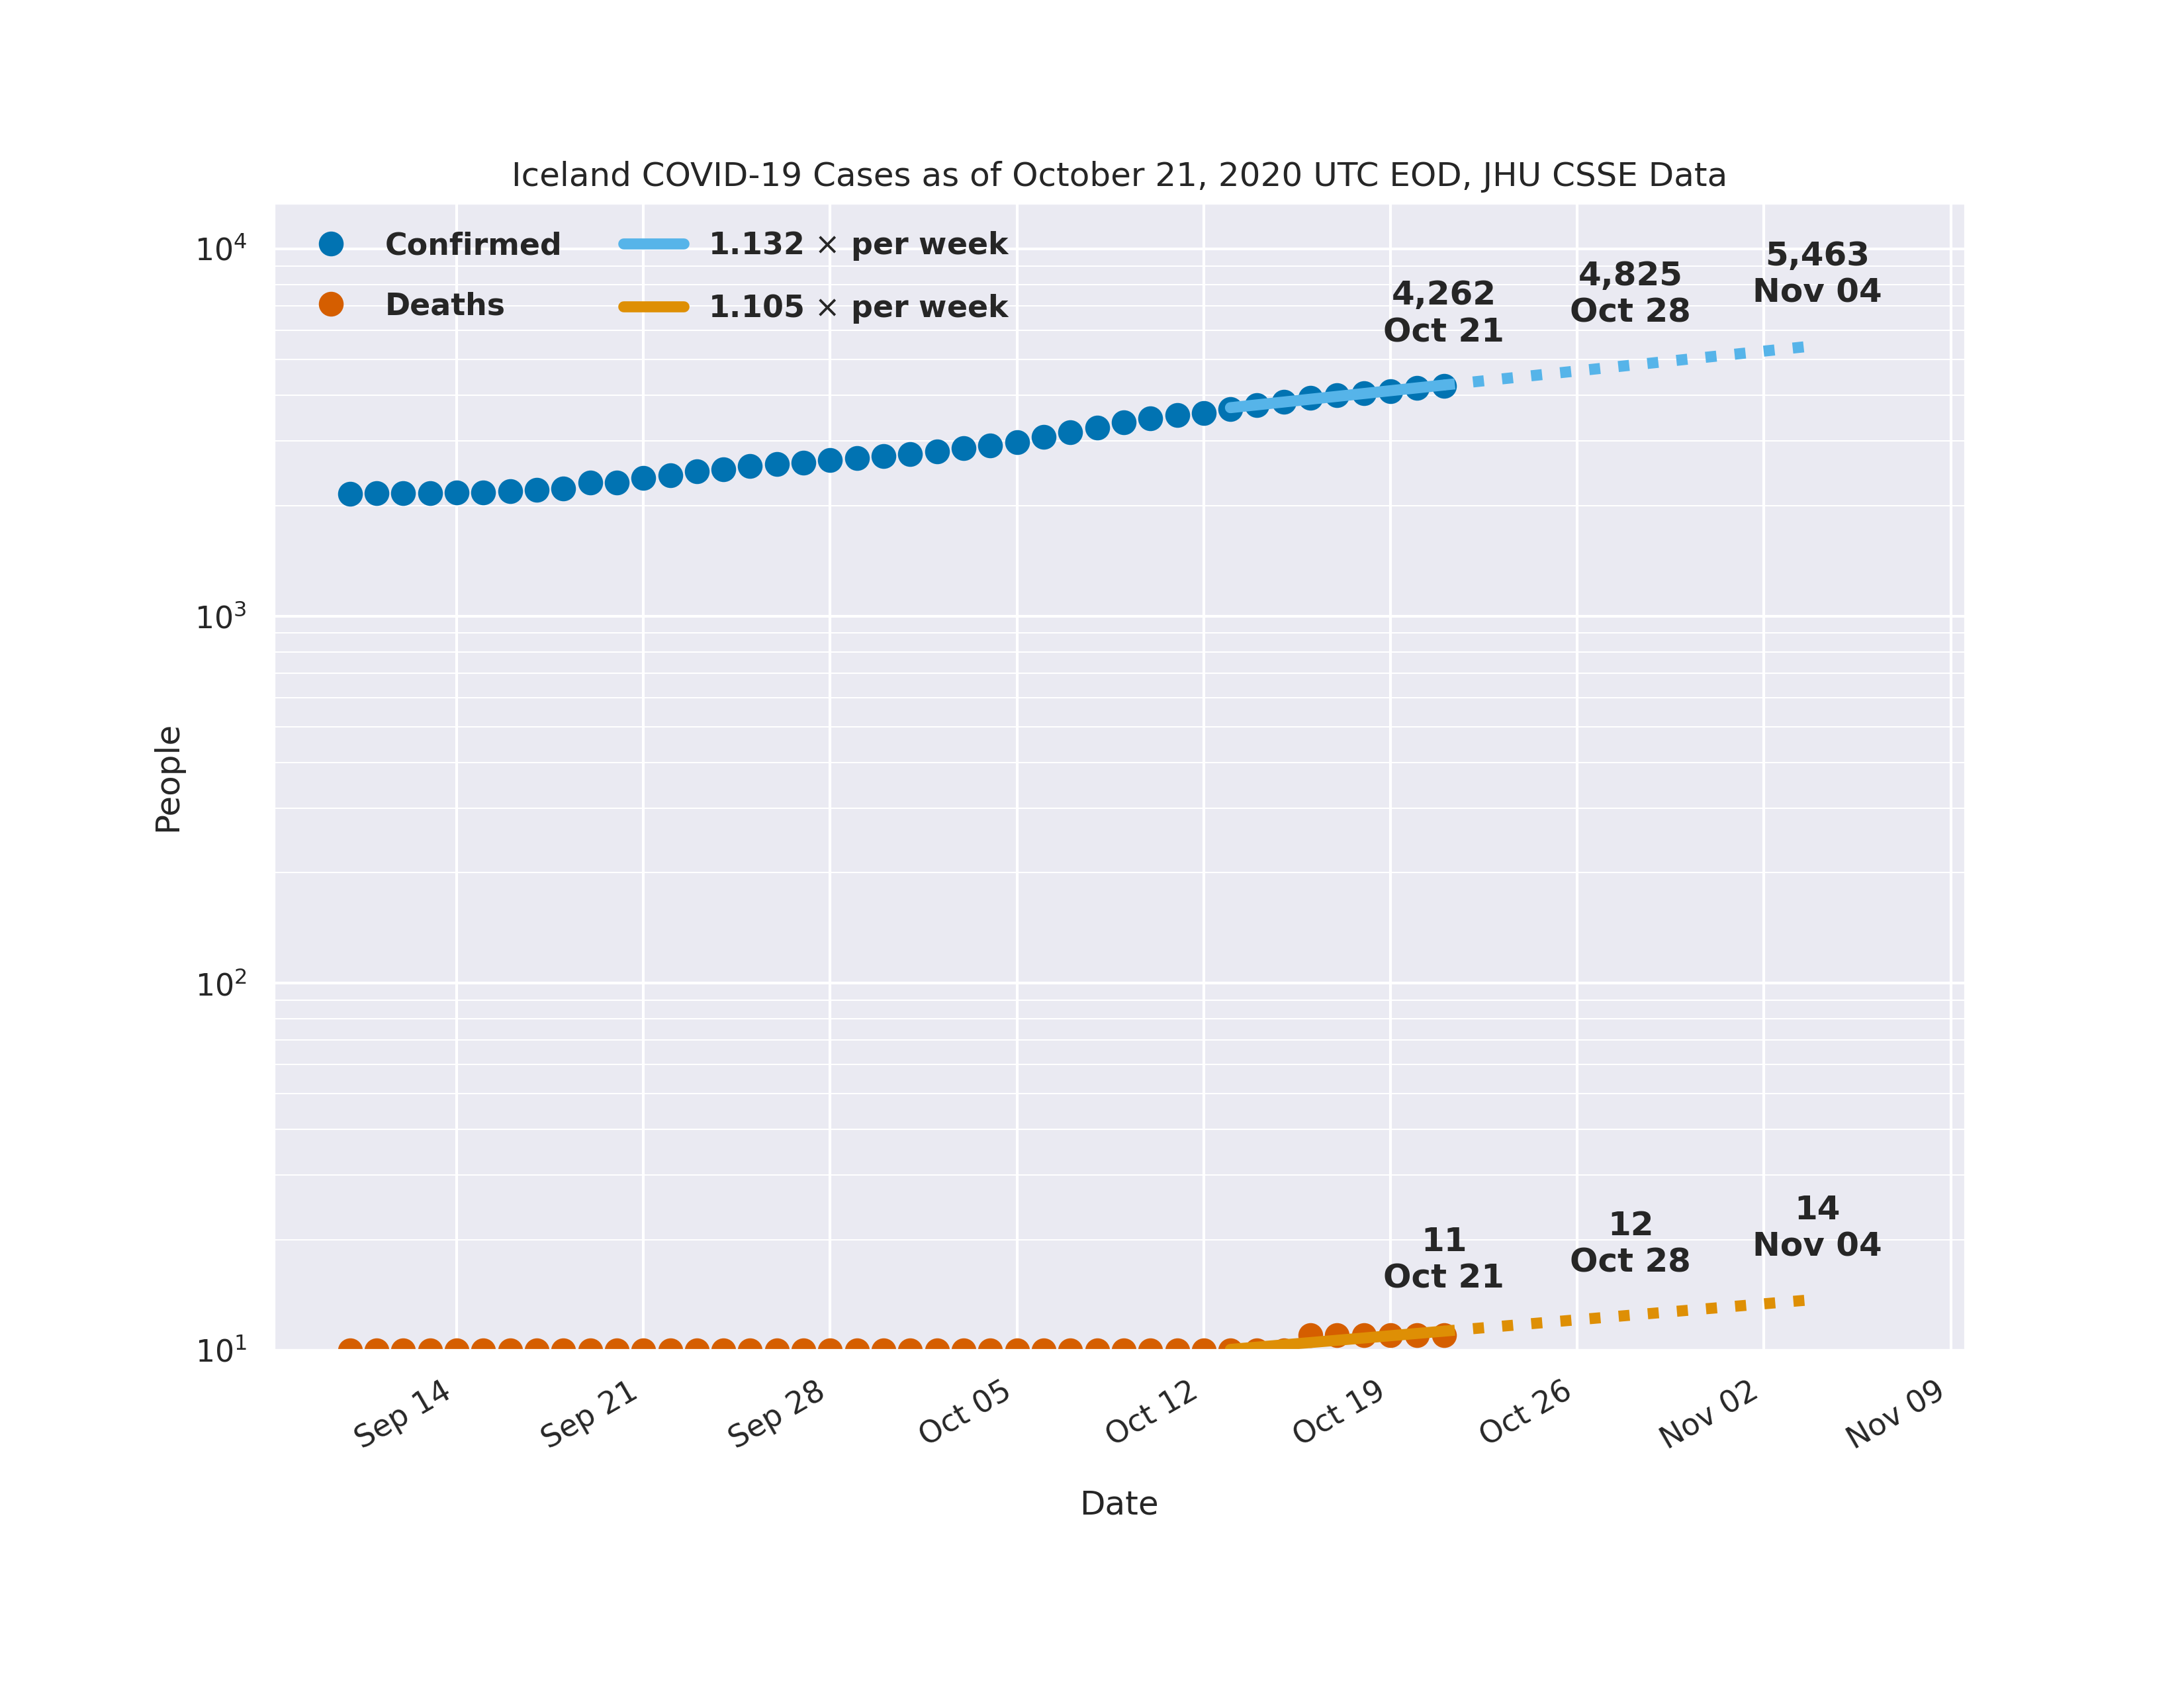 Iceland COVID-19 Cases as of October 21, 2020 UTC EOD, JHU CSSE Data
Confirmed
Deaths
1.132 × per week
1.105 × per week
4,262
Oct 21
4,825
Oct 28
5,463
Nov 04
11
Oct 21
12
Oct 28
14
Nov 04
People
10⁴
10³
10²
10¹
Sep 14
Sep 21
Sep 28
Oct 05
Oct 12
Oct 19
Oct 26
Nov 02
Nov 09
Date